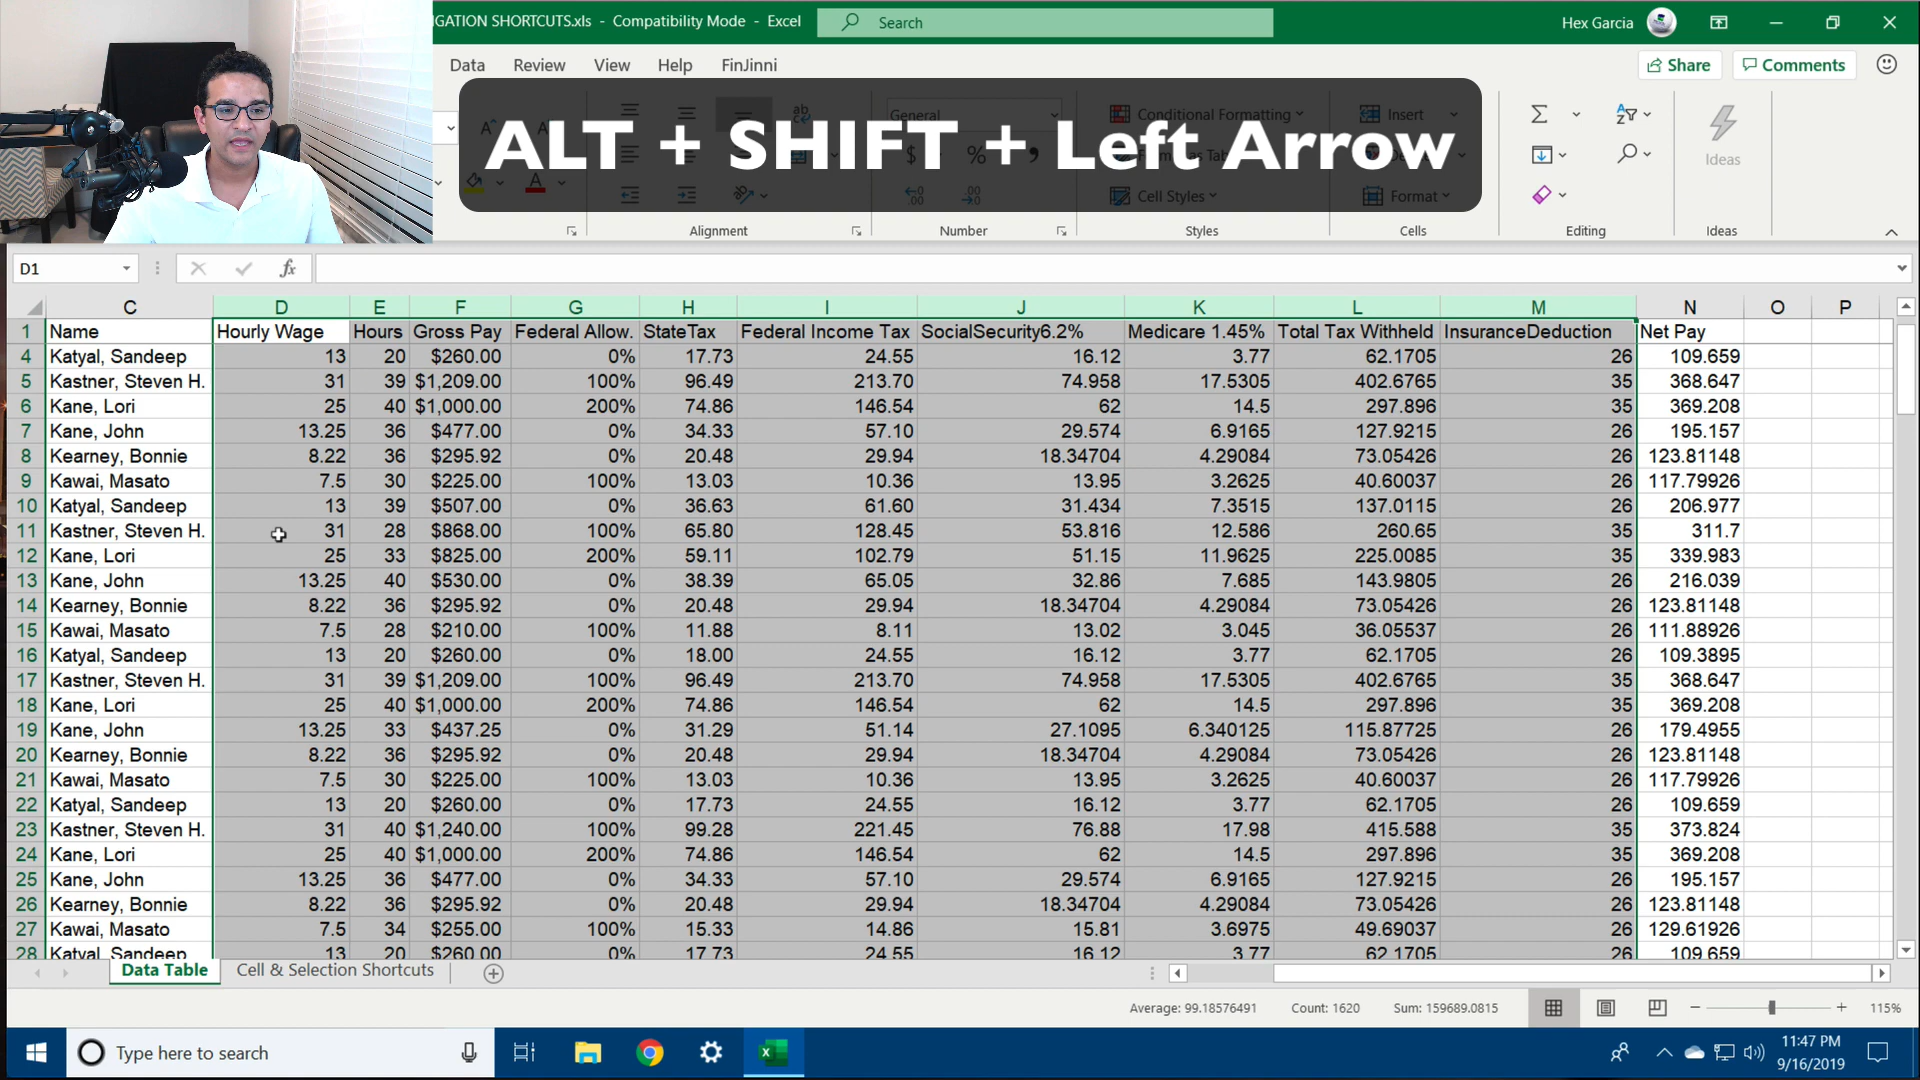 IGATION SHORTCUTS.xls - Compatibility Mode - Excel
Search
Hex Garcia
Data Review View Help FinJinni
Share
Comments
ALT + SHIFT + Left Arrow
General
Conditional Formatting
Insert
Cell Styles
Format
Ideas
Alignment
Number
Styles
Cells
Editing
Ideas
D1
fx
C D E F G H I J K L M N O P
1 Name Hourly Wage Hours Gross Pay Federal Allow. StateTax Federal Income Tax SocialSecurity6.2% Medicare 1.45% Total Tax Withheld InsuranceDeduction Net Pay
4 Katyal, Sandeep 13 20 $260.00 0% 17.73 24.55 16.12 3.77 62.1705 26 109.659
5 Kastner, Steven H. 31 39 $1,209.00 100% 96.49 213.70 74.958 17.5305 402.6765 35 368.647
6 Kane, Lori 25 40 $1,000.00 200% 74.86 146.54 62 14.5 297.896 35 369.208
7 Kane, John 13.25 36 $477.00 0% 34.33 57.10 29.574 6.9165 127.9215 26 195.157
8 Kearney, Bonnie 8.22 36 $295.92 0% 20.48 29.94 18.34704 4.29084 73.05426 26 123.81148
9 Kawai, Masato 7.5 30 $225.00 100% 13.03 10.36 13.95 3.2625 40.60037 26 117.79926
10 Katyal, Sandeep 13 39 $507.00 0% 36.63 61.60 31.434 7.3515 137.0115 26 206.977
11 Kastner, Steven H. 31 28 $868.00 100% 65.80 128.45 53.816 12.586 260.65 35 311.7
12 Kane, Lori 25 33 $825.00 200% 59.11 102.79 51.15 11.9625 225.0085 35 339.983
13 Kane, John 13.25 40 $530.00 0% 38.39 65.05 32.86 7.685 143.9805 26 216.039
14 Kearney, Bonnie 8.22 36 $295.92 0% 20.48 29.94 18.34704 4.29084 73.05426 26 123.81148
15 Kawai, Masato 7.5 28 $210.00 100% 11.88 8.11 13.02 3.045 36.05537 26 111.88926
16 Katyal, Sandeep 13 20 $260.00 0% 18.00 24.55 16.12 3.77 62.1705 26 109.3895
17 Kastner, Steven H. 31 39 $1,209.00 100% 96.49 213.70 74.958 17.5305 402.6765 35 368.647
18 Kane, Lori 25 40 $1,000.00 200% 74.86 146.54 62 14.5 297.896 35 369.208
19 Kane, John 13.25 33 $437.25 0% 31.29 51.14 27.1095 6.340125 115.87725 26 179.4955
20 Kearney, Bonnie 8.22 36 $295.92 0% 20.48 29.94 18.34704 4.29084 73.05426 26 123.81148
21 Kawai, Masato 7.5 30 $225.00 100% 13.03 10.36 13.95 3.2625 40.60037 26 117.79926
22 Katyal, Sandeep 13 20 $260.00 0% 17.73 24.55 16.12 3.77 62.1705 26 109.659
23 Kastner, Steven H. 31 40 $1,240.00 100% 99.28 221.45 76.88 17.98 415.588 35 373.824
24 Kane, Lori 25 40 $1,000.00 200% 74.86 146.54 62 14.5 297.896 35 369.208
25 Kane, John 13.25 36 $477.00 0% 34.33 57.10 29.574 6.9165 127.9215 26 195.157
26 Kearney, Bonnie 8.22 36 $295.92 0% 20.48 29.94 18.34704 4.29084 73.05426 26 123.81148
27 Kawai, Masato 7.5 34 $255.00 100% 15.33 14.86 15.81 3.6975 49.69037 26 129.61926
28 Katyal, Sandeep 13 20 $260.00 0% 17.73 24.55 16.12 3.77 62.1705 26 109.659
Data Table
Cell & Selection Shortcuts
Average: 99.18576491 Count: 1620 Sum: 159689.0815
115%
Type here to search
11:47 PM
9/16/2019